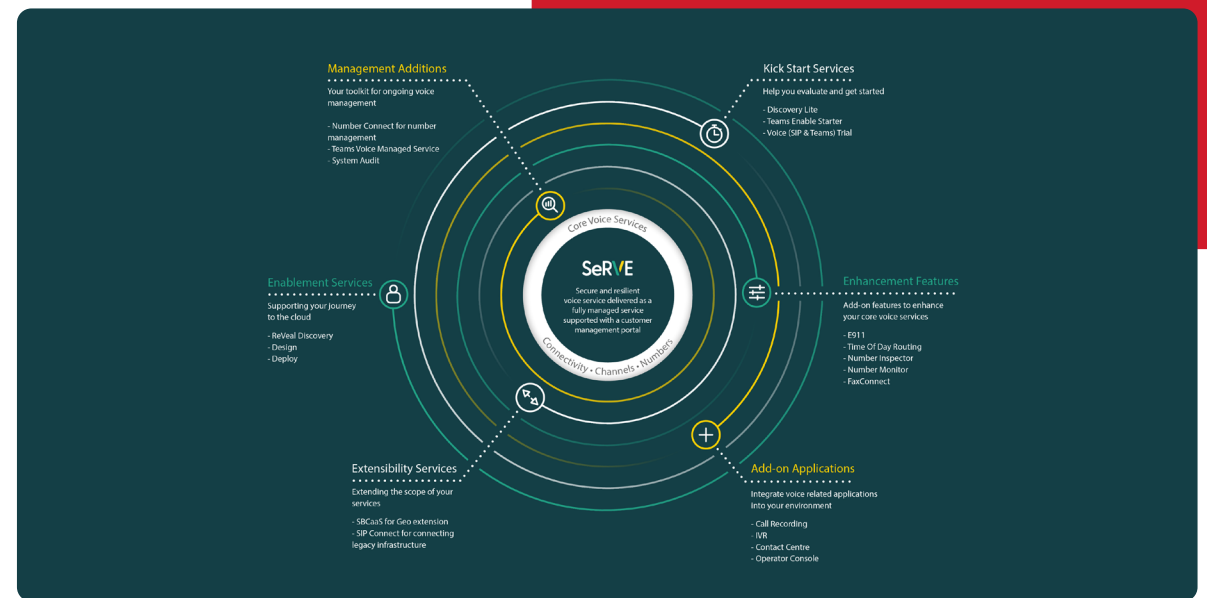 Management Additions
Your toolkit for ongoing voice
management
- Number Connect for number
management
- Teams Voice Managed Service
- System Audit
Kick Start Services
Help you evaluate and get started
- Discovery Lite
- Teams Enable Starter
- Voice (SIP & Teams) Trial
Core Voice Services
SeRVE
Secure and resilient
voice service delivered as a
fully managed service
supported with a customer
management portal
Connectivity • Channels • Numbers
Enablement Services
Supporting your journey
to the cloud
- ReVeal Discovery
- Design
- Deploy
Enhancement Features
Add-on features to enhance
your core voice services
- E911
- Time Of Day Routing
- Number Inspector
- Number Monitor
- FaxConnect
Extensibility Services
Extending the scope of your
services
- SBCaaS for Geo extension
- SIP Connect for connecting
legacy infrastructure
Add-on Applications
Integrate voice related applications
Into your environment
- Call Recording
- IVR
- Contact Centre
- Operator Console